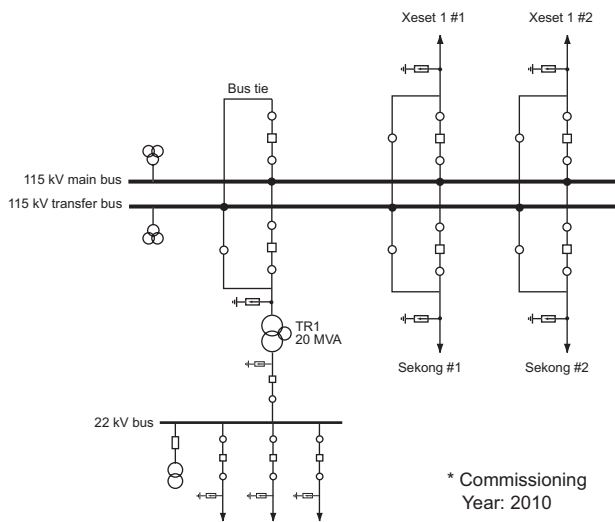 Xeset 1 #1
Xeset 1 #2
Bus tie
115 kV main bus
115 kV transfer bus
TR1
20 MVA
Sekong #1
Sekong #2
22 kV bus
* Commissioning
Year: 2010